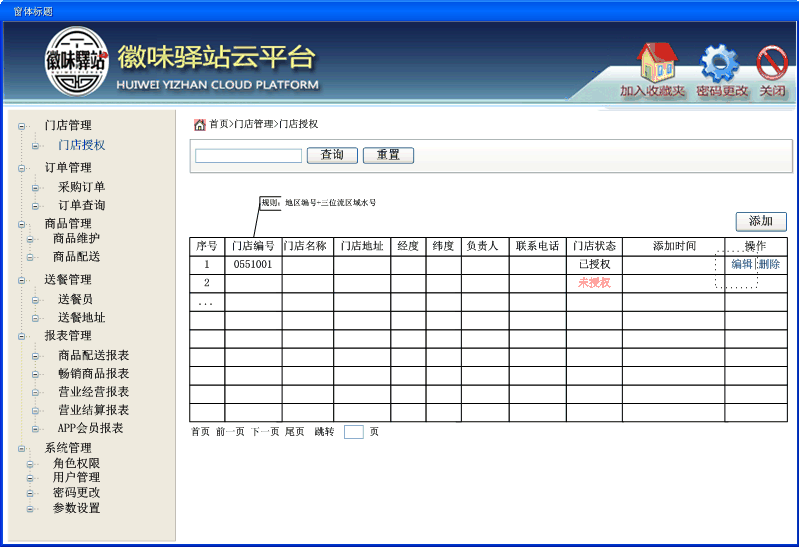 窗体标题
徽味驿站
徽味驿站云平台
HUIWEI YIZHAN CLOUD PLATFORM
加入收藏夹 密码更改 关闭
门店管理
门店授权
订单管理
采购订单
订单查询
商品管理
商品维护
商品配送
送餐管理
送餐员
送餐地址
报表管理
商品配送报表
畅销商品报表
营业经营报表
营业结算报表
APP会员报表
系统管理
角色权限
用户管理
密码更改
参数设置
首页>门店管理>门店授权
查询 重置
规则: 地区编号+三位流区域水号
添加
序号 门店编号 门店名称 门店地址 经度 纬度 负责人 联系电话 门店状态 添加时间 操作
1 0551001 已授权 编辑|删除
2 未授权
...
首页 前一页 下一页 尾页 跳转 页